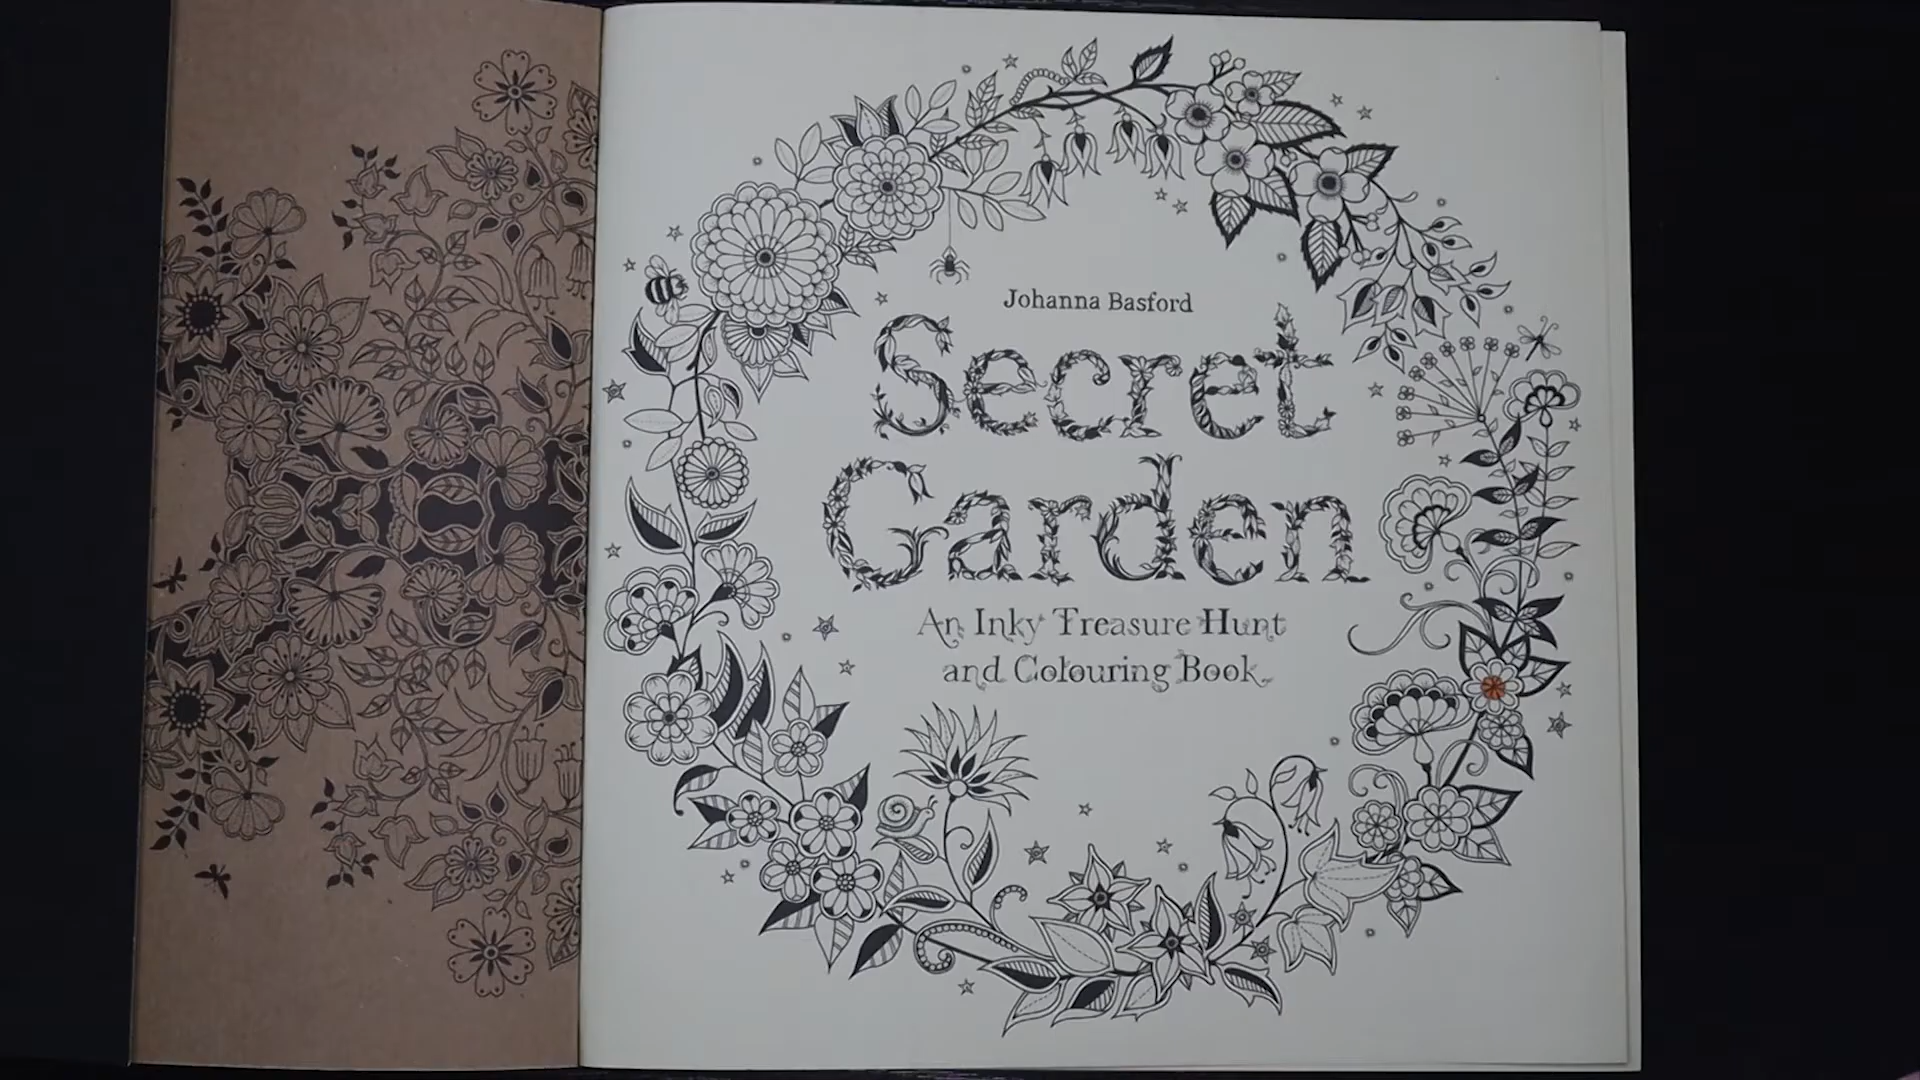 Johanna Basford
Secret
Garden
An Inky Treasure Hunt
and Colouring Book